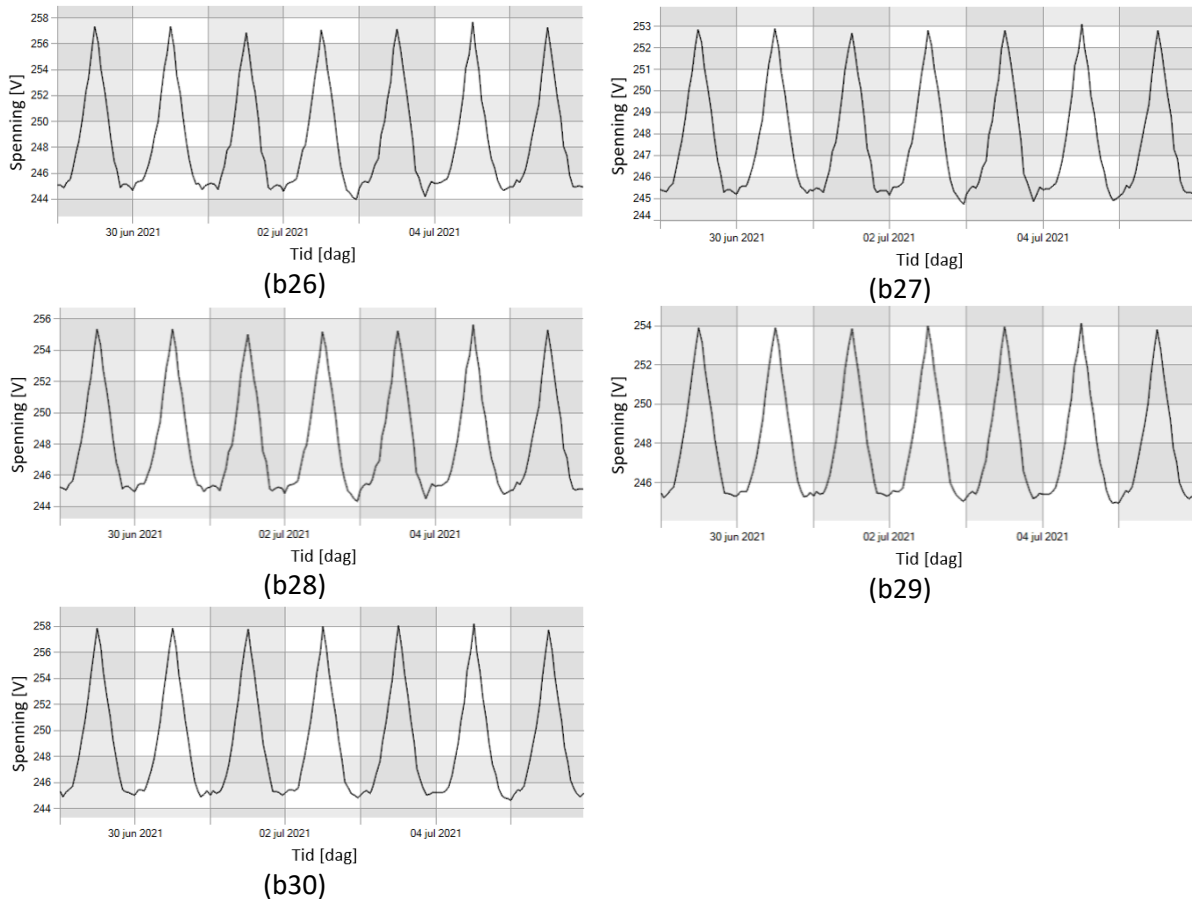 Spenning [V]
258
256
254
252
250
248
246
244
30 jun 2021
02 jul 2021
04 jul 2021
Tid [dag]
(b26)
Spenning [V]
253
252
251
250
249
248
247
246
245
244
30 jun 2021
02 jul 2021
04 jul 2021
Tid [dag]
(b27)
Spenning [V]
256
254
252
250
248
246
244
30 jun 2021
02 jul 2021
04 jul 2021
Tid [dag]
(b28)
Spenning [V]
254
252
250
248
246
30 jun 2021
02 jul 2021
04 jul 2021
Tid [dag]
(b29)
Spenning [V]
258
256
254
252
250
248
246
244
30 jun 2021
02 jul 2021
04 jul 2021
Tid [dag]
(b30)